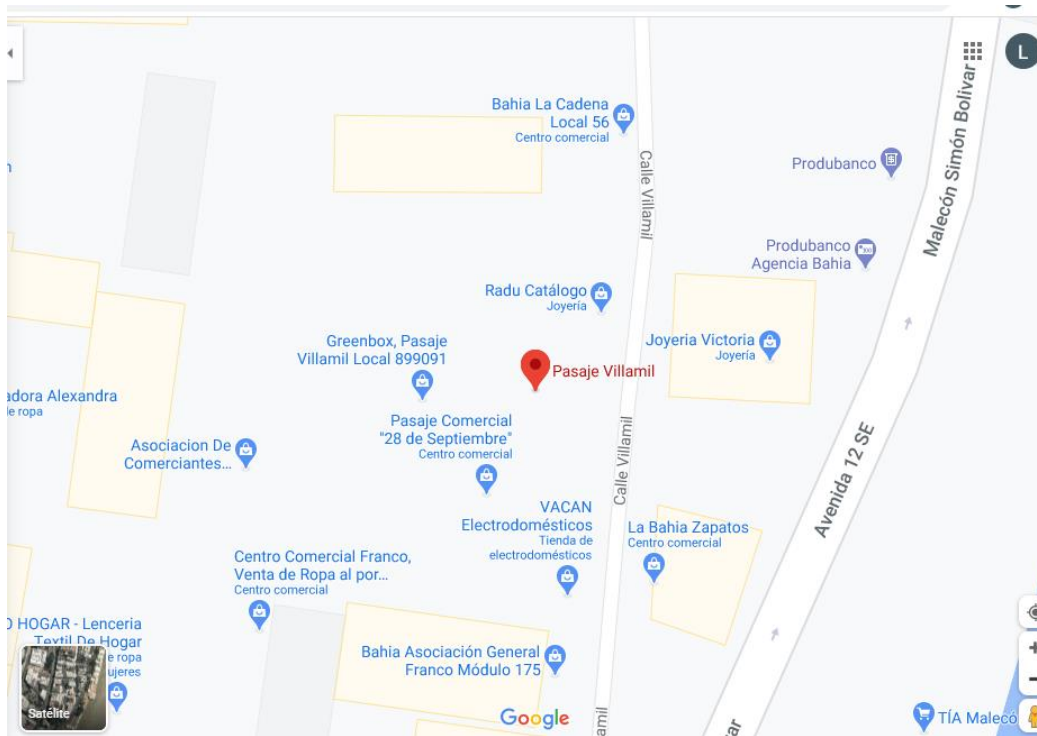 L
Malecón Simón Bolivar
Bahia La Cadena
Local 56
Centro comercial
Calle Villamil
Produbanco
Produbanco
Agencia Bahia
Radu Catálogo
Joyería
Greenbox, Pasaje
Villamil Local 899091
Joyeria Victoria
Joyería
Pasaje Villamil
adora Alexandra
e ropa
Pasaje Comercial
"28 de Septiembre"
Centro comercial
Asociacion De
Comerciantes...
Calle Villamil
Avenida 12 SE
VACAN
Electrodomésticos
Tienda de
electrodomésticos
La Bahia Zapatos
Centro comercial
Centro Comercial Franco,
Venta de Ropa al por...
Centro comercial
HOGAR - Lenceria
Textil De Hogar
e ropa
ujeres
Bahia Asociación General
Franco Módulo 175
Satélite
Google
amil
ar
TÍA Malecó